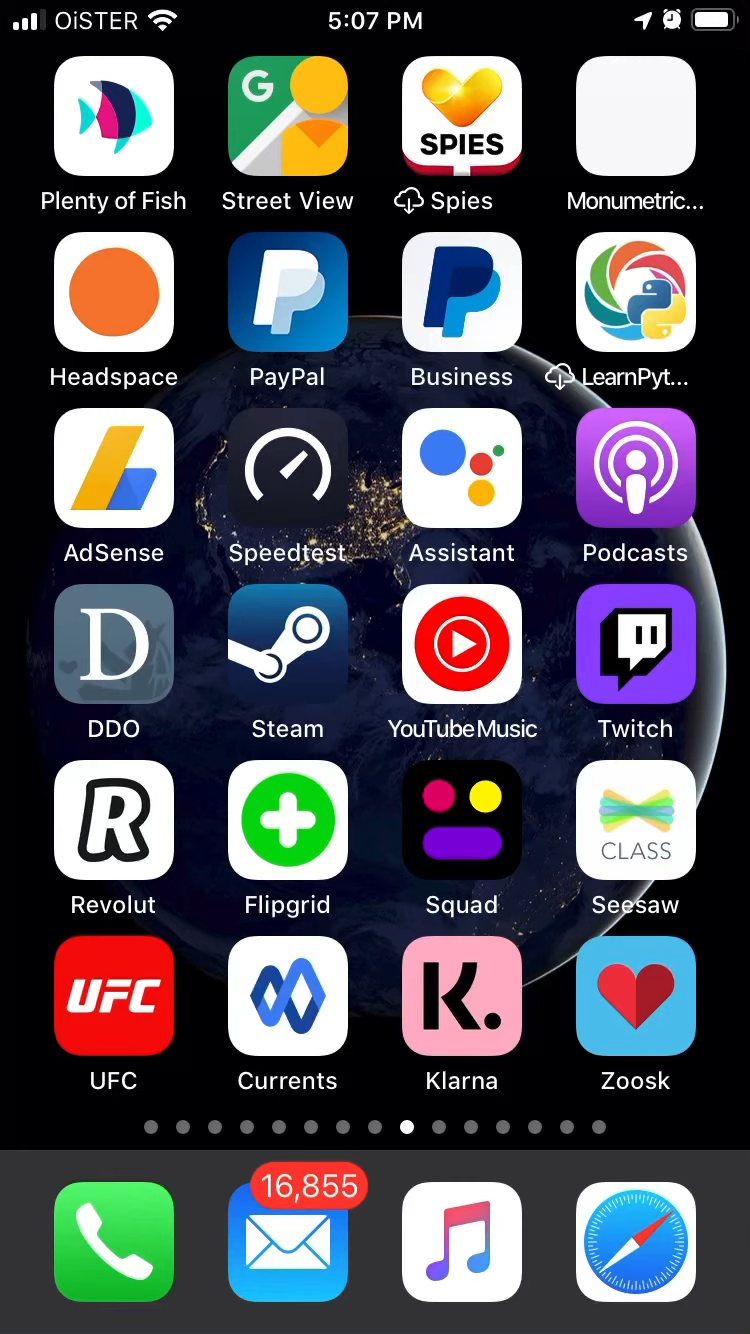 OiSTER 5:07 PM
G
SPIES
Plenty of Fish Street View Spies Monumetric...
Headspace PayPal Business LearnPyt...
AdSense Speedtest Assistant Podcasts
D
DDO Steam YouTube Music Twitch
R
CLASS
Revolut Flipgrid Squad Seesaw
UFC K.
UFC Currents Klarna Zoosk
16,855